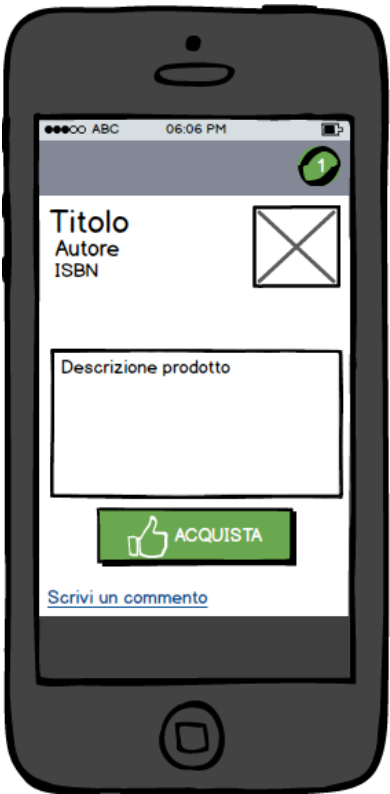 ABC 06:06 PM
1
Titolo
Autore
ISBN
Descrizione prodotto
ACQUISTA
Scrivi un commento